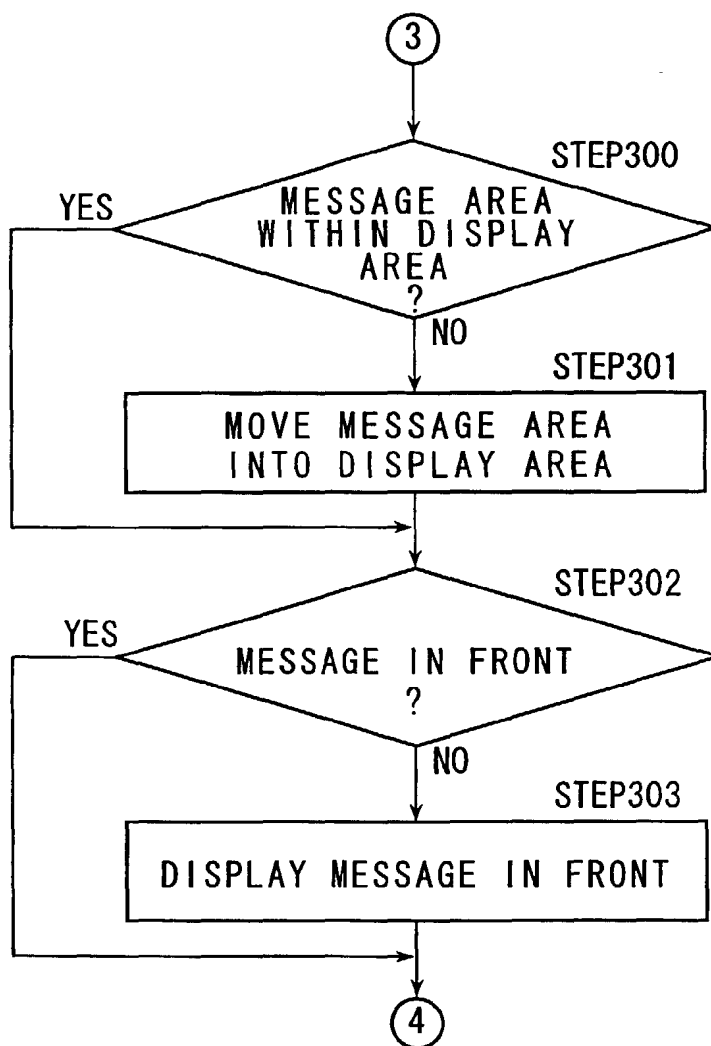 3
STEP300
YES
MESSAGE AREA
WITHIN DISPLAY
AREA
?
NO
STEP301
MOVE MESSAGE AREA
INTO DISPLAY AREA
STEP302
YES
MESSAGE IN FRONT
?
NO
STEP303
DISPLAY MESSAGE IN FRONT
4